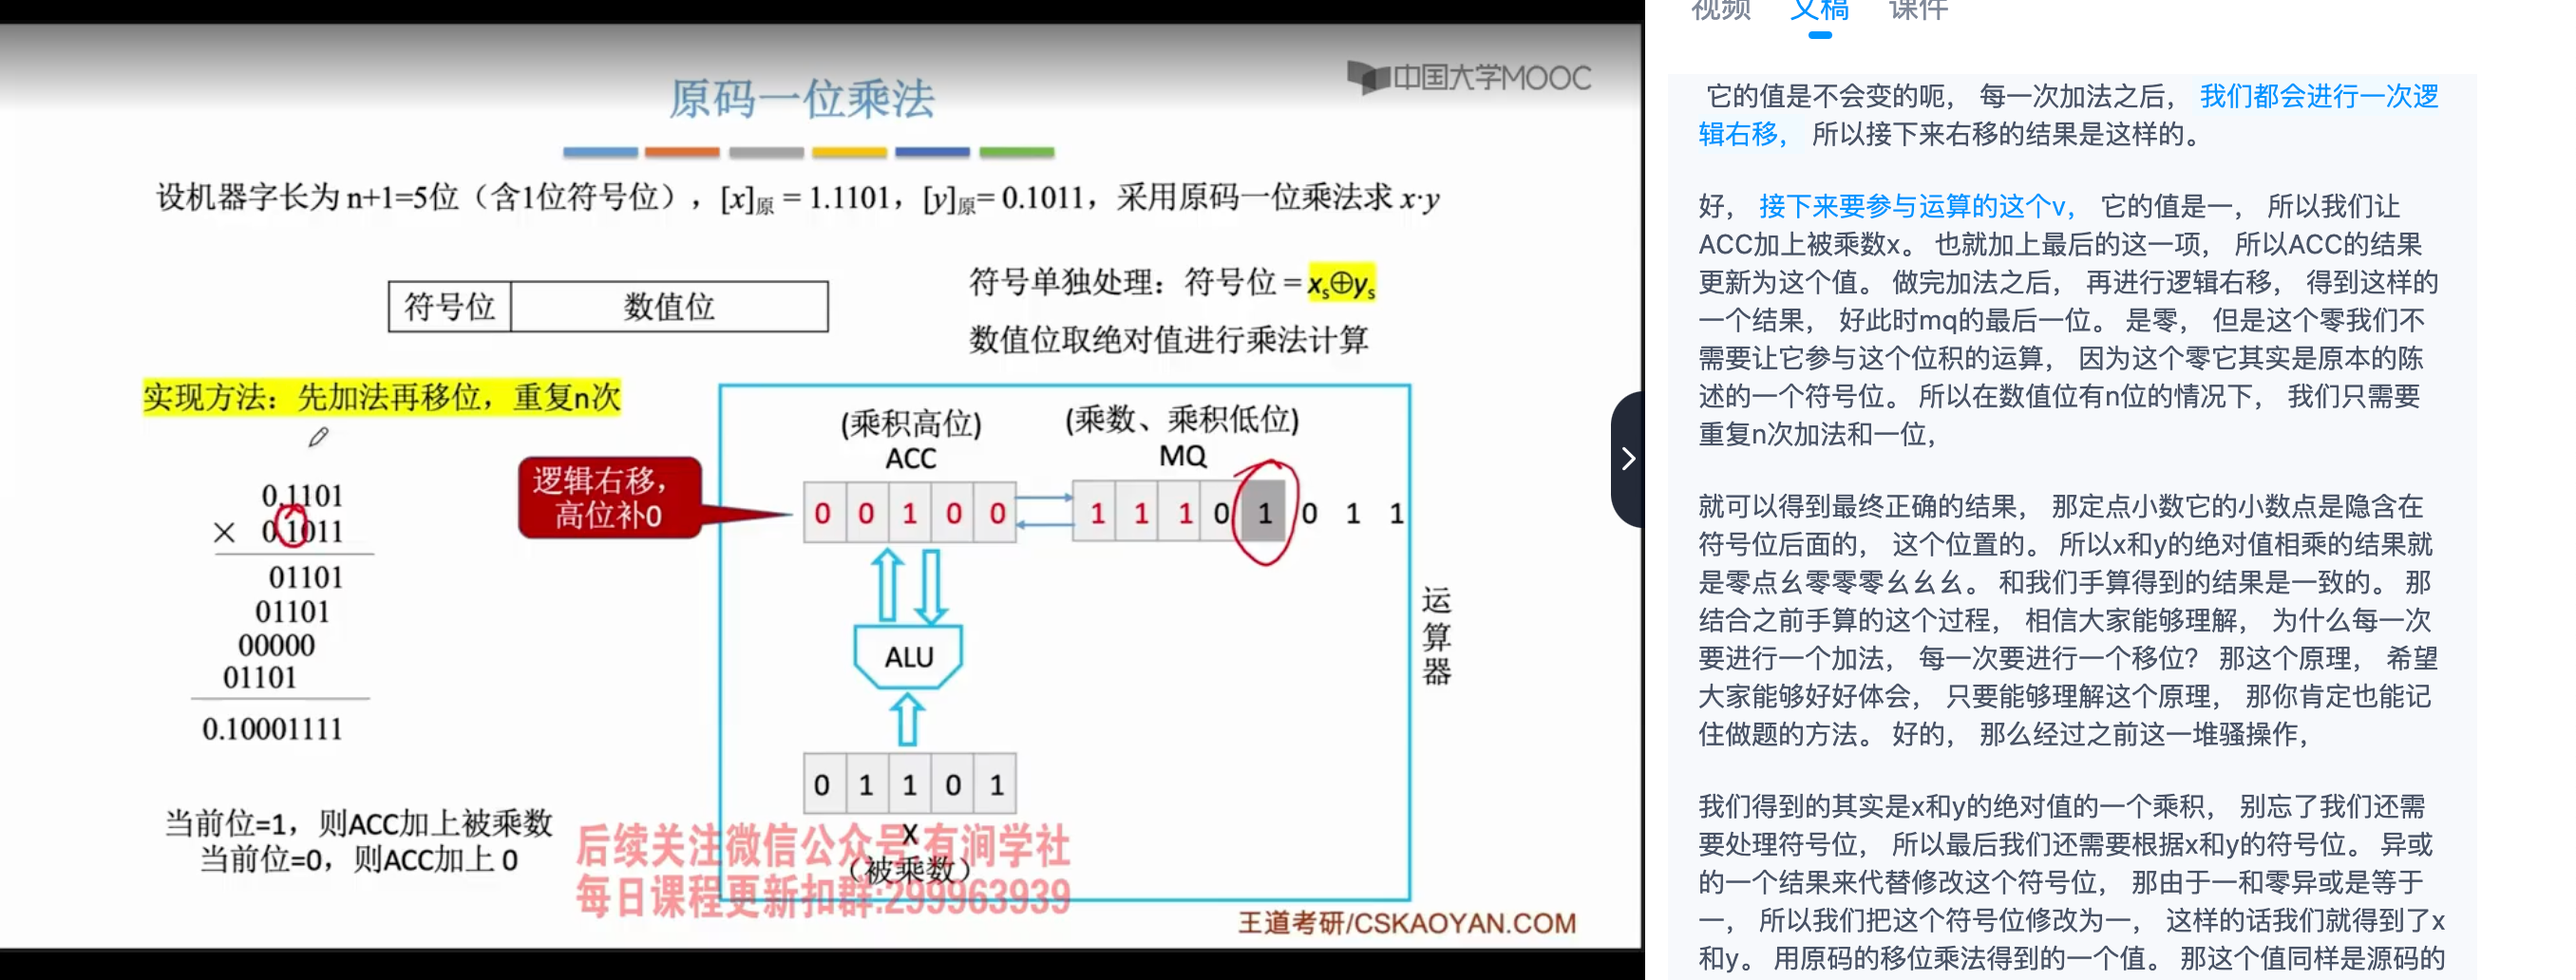 中国大学MOOC
原码一位乘法
设机器字长为 n+1=5位（含1位符号位），[x]原 = 1.1101，[y]原= 0.1011，采用原码一位乘法求 x·y
符号位 数值位
符号单独处理：符号位 = xs⊕ys
数值位取绝对值进行乘法计算
实现方法：先加法再移位，重复n次
0.1101
× 0.1011
01101
01101
00000
01101
0.10001111
当前位=1，则ACC加上被乘数
当前位=0，则ACC加上 0
逻辑右移，
高位补0
(乘积高位)
ACC
(乘数、乘积低位)
MQ
0 0 1 0 0
1 1 1 0 1 0 1 1
ALU
0 1 1 0 1
X
（被乘数）
运算器
后续关注微信公众号:有涧学社
每日课程更新扣群:299963939
王道考研/CSKAOYAN.COM
视频 文稿 课件
它的值是不会变的呃， 每一次加法之后， 我们都会进行一次逻
辑右移， 所以接下来右移的结果是这样的。
好， 接下来要参与运算的这个v， 它的值是一， 所以我们让
ACC加上被乘数x。 也就加上最后的这一项， 所以ACC的结果
更新为这个值。 做完加法之后， 再进行逻辑右移， 得到这样的
一个结果， 好此时mq的最后一位。 是零， 但是这个零我们不
需要让它参与这个位积的运算， 因为这个零它其实是原本的陈
述的一个符号位。 所以在数值位有n位的情况下， 我们只需要
重复n次加法和一位，
就可以得到最终正确的结果， 那定点小数它的小数点是隐含在
符号位后面的， 这个位置的。 所以x和y的绝对值相乘的结果就
是零点幺零零零幺幺幺。 和我们手算得到的结果是一致的。 那
结合之前手算的这个过程， 相信大家能够理解， 为什么每一次
要进行一个加法， 每一次要进行一个移位？ 那这个原理， 希望
大家能够好好体会， 只要能够理解这个原理， 那你肯定也能记
住做题的方法。 好的， 那么经过之前这一堆骚操作，
我们得到的其实是x和y的绝对值的一个乘积， 别忘了我们还需
要处理符号位， 所以最后我们还需要根据x和y的符号位。 异或
的一个结果来代替修改这个符号位， 那由于一和零异或是等于
一， 所以我们把这个符号位修改为一， 这样的话我们就得到了x
和y。 用原码的移位乘法得到的一个值。 那这个值同样是源码的